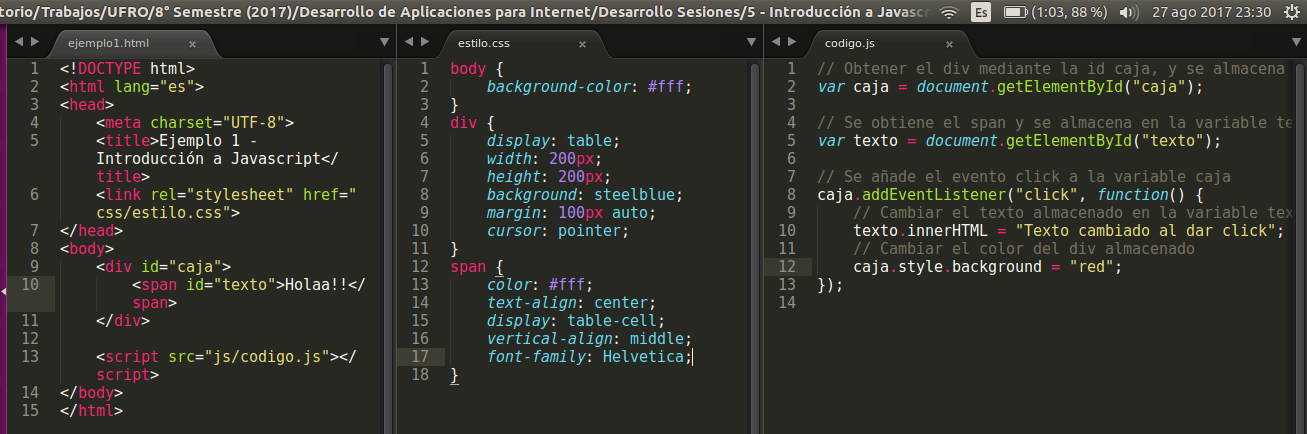 torio/Trabajos/UFRO/8º Semestre (2017)/Desarrollo de Aplicaciones para Internet/Desarrollo Sesiones/5 - Introducción a Javascr
Es (1:03, 88 %) 27 ago 2017 23:30
ejemplo1.html ×
1 <!DOCTYPE html>
2 <html lang="es">
3 <head>
4 <meta charset="UTF-8">
5 <title>Ejemplo 1 -
Introducción a Javascript</
title>
6 <link rel="stylesheet" href="
css/estilo.css">
7 </head>
8 <body>
9 <div id="caja">
10 <span id="texto">Holaa!!</
span>
11 </div>
12
13 <script src="js/codigo.js"></
script>
14 </body>
15 </html>
estilo.css ×
1 body {
2 background-color: #fff;
3 }
4 div {
5 display: table;
6 width: 200px;
7 height: 200px;
8 background: steelblue;
9 margin: 100px auto;
10 cursor: pointer;
11 }
12 span {
13 color: #fff;
14 text-align: center;
15 display: table-cell;
16 vertical-align: middle;
17 font-family: Helvetica;
18 }
codigo.js ×
1 // Obtener el div mediante la id caja, y se almacena
2 var caja = document.getElementById("caja");
3
4 // Se obtiene el span y se almacena en la variable te
5 var texto = document.getElementById("texto");
6
7 // Se añade el evento click a la variable caja
8 caja.addEventListener("click", function() {
9 // Cambiar el texto almacenado en la variable tex
10 texto.innerHTML = "Texto cambiado al dar click";
11 // Cambiar el color del div almacenado
12 caja.style.background = "red";
13 });
14